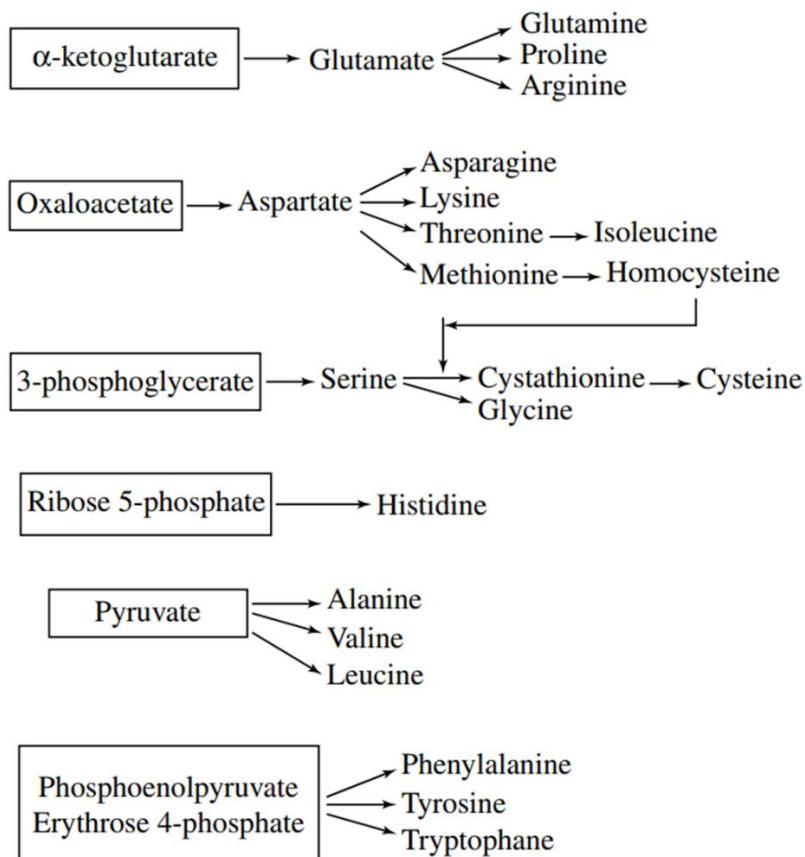 Glutamine
α-ketoglutarate Glutamate Proline
Arginine
Asparagine
Oxaloacetate Aspartate Lysine
Threonine Isoleucine
Methionine Homocysteine
3-phosphoglycerate Serine Cystathionine Cysteine
Glycine
Ribose 5-phosphate Histidine
Pyruvate Alanine
Valine
Leucine
Phenylalanine
Phosphoenolpyruvate
Tyrosine
Erythrose 4-phosphate
Tryptophane